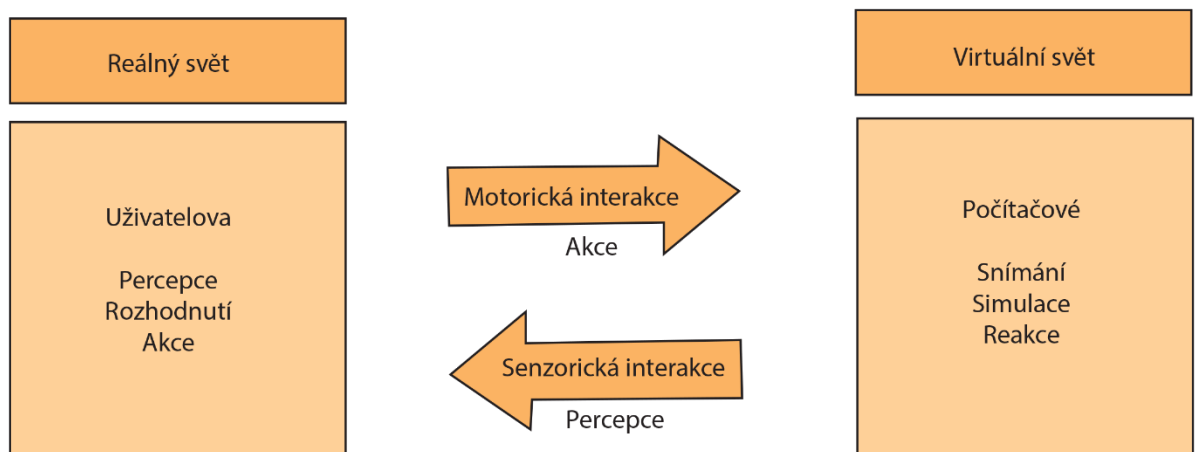 Reálný svět
Virtuální svět
Uživatelova
Percepce
Rozhodnutí
Akce
Motorická interakce
Akce
Senzorická interakce
Percepce
Počítačové
Snímání
Simulace
Reakce